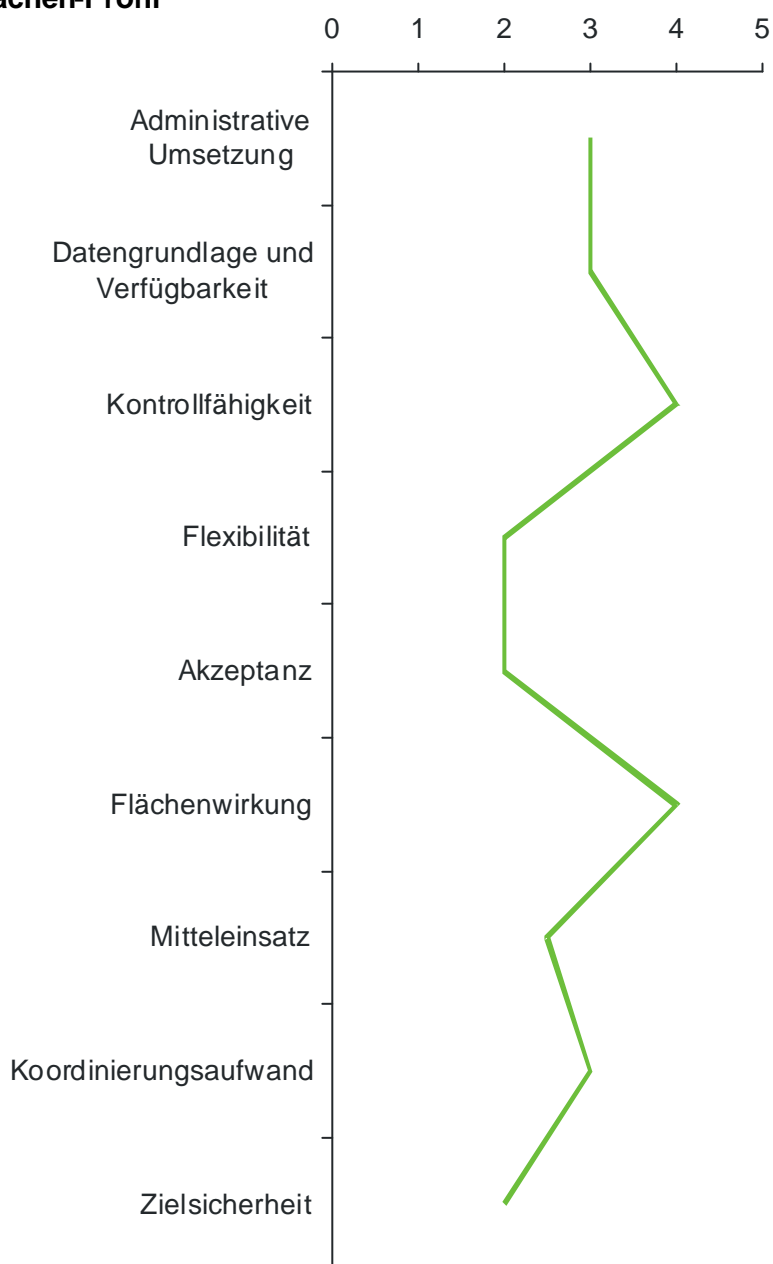 0 1 2 3 4 5
Administrative
Umsetzung
Datengrundlage und
Verfügbarkeit
Kontrollfähigkeit
Flexibilität
Akzeptanz
Flächenwirkung
Mitteleinsatz
Koordinierungsaufwand
Zielsicherheit